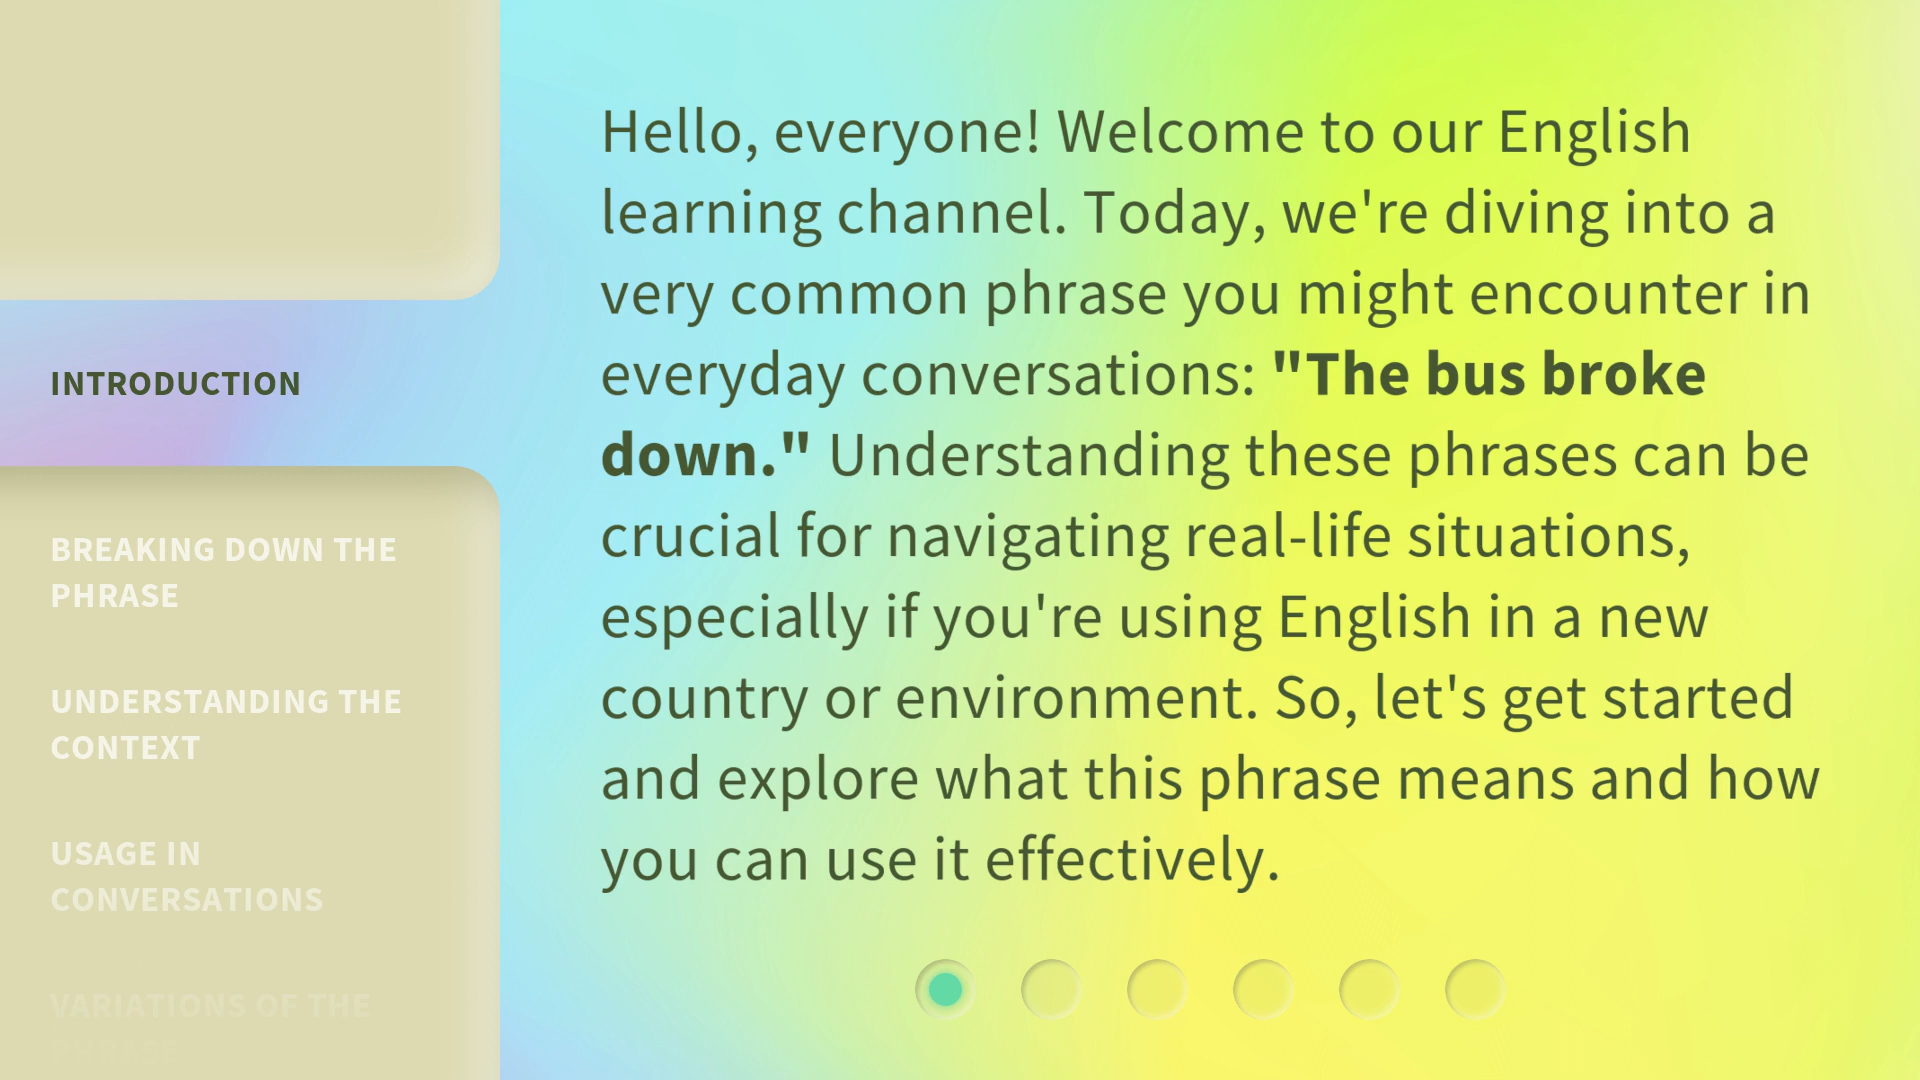 INTRODUCTION
BREAKING DOWN THE
PHRASE
UNDERSTANDING THE
CONTEXT
USAGE IN
CONVERSATIONS
VARIATIONS OF THE
PHRASE
Hello, everyone! Welcome to our English
learning channel. Today, we're diving into a
very common phrase you might encounter in
everyday conversations: "The bus broke
down." Understanding these phrases can be
crucial for navigating real-life situations,
especially if you're using English in a new
country or environment. So, let's get started
and explore what this phrase means and how
you can use it effectively.